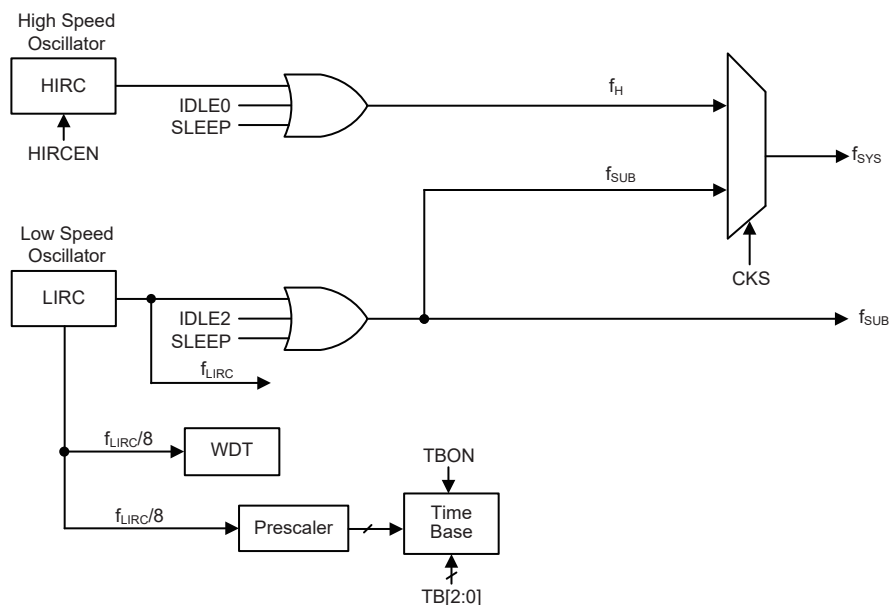 High Speed
Oscillator
HIRC
HIRCEN
IDLE0
SLEEP
fH
fSUB
fSYS
CKS
Low Speed
Oscillator
LIRC
IDLE2
SLEEP
fSUB
fLIRC
fLIRC/8
WDT
TBON
fLIRC/8
Prescaler
Time
Base
TB[2:0]